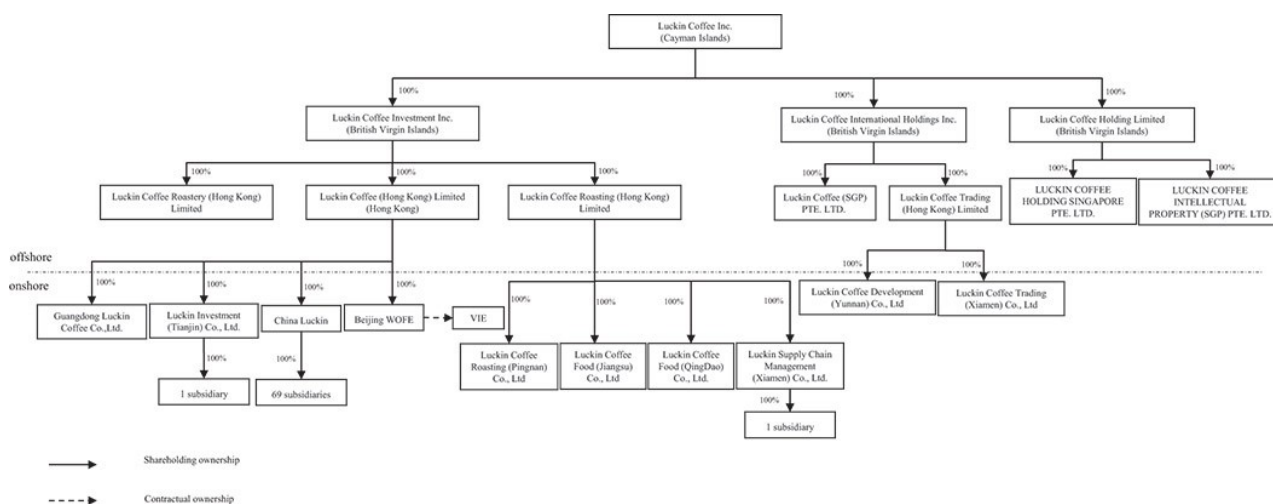 Luckin Coffee Inc.
(Cayman Islands)
100%
100%
100%
Luckin Coffee Investment Inc.
(British Virgin Islands)
Luckin Coffee International Holdings Inc.
(British Virgin Islands)
Luckin Coffee Holding Limited
(British Virgin Islands)
100%
100%
100%
100%
100%
100%
100%
Luckin Coffee Roastery (Hong Kong)
Limited
Luckin Coffee (Hong Kong) Limited
(Hong Kong)
Luckin Coffee Roasting (Hong Kong)
Limited
Luckin Coffee (SGP)
PTE. LTD.
Luckin Coffee Trading
(Hong Kong) Limited
LUCKIN COFFEE
HOLDING SINGAPORE
PTE. LTD.
LUCKIN COFFEE
INTELLECTUAL
PROPERTY (SGP) PTE. LTD.
offshore
onshore
100%
100%
100%
100%
100%
100%
Guangdong Luckin
Coffee Co.,Ltd.
Luckin Investment
(Tianjin) Co., Ltd.
China Luckin
Beijing WOFE
VIE
Luckin Coffee Development
(Yunnan) Co., Ltd
Luckin Coffee Trading
(Xiamen) Co., Ltd
100%
100%
100%
100%
Luckin Coffee
Roasting (Pingnan)
Co., Ltd
Luckin Coffee
Food (Jiangsu)
Co., Ltd
Luckin Coffee
Food (QingDao)
Co., Ltd.
Luckin Supply Chain
Management
(Xiamen) Co., Ltd.
100%
100%
100%
1 subsidiary
69 subsidiaries
1 subsidiary
Shareholding ownership
Contractual ownership